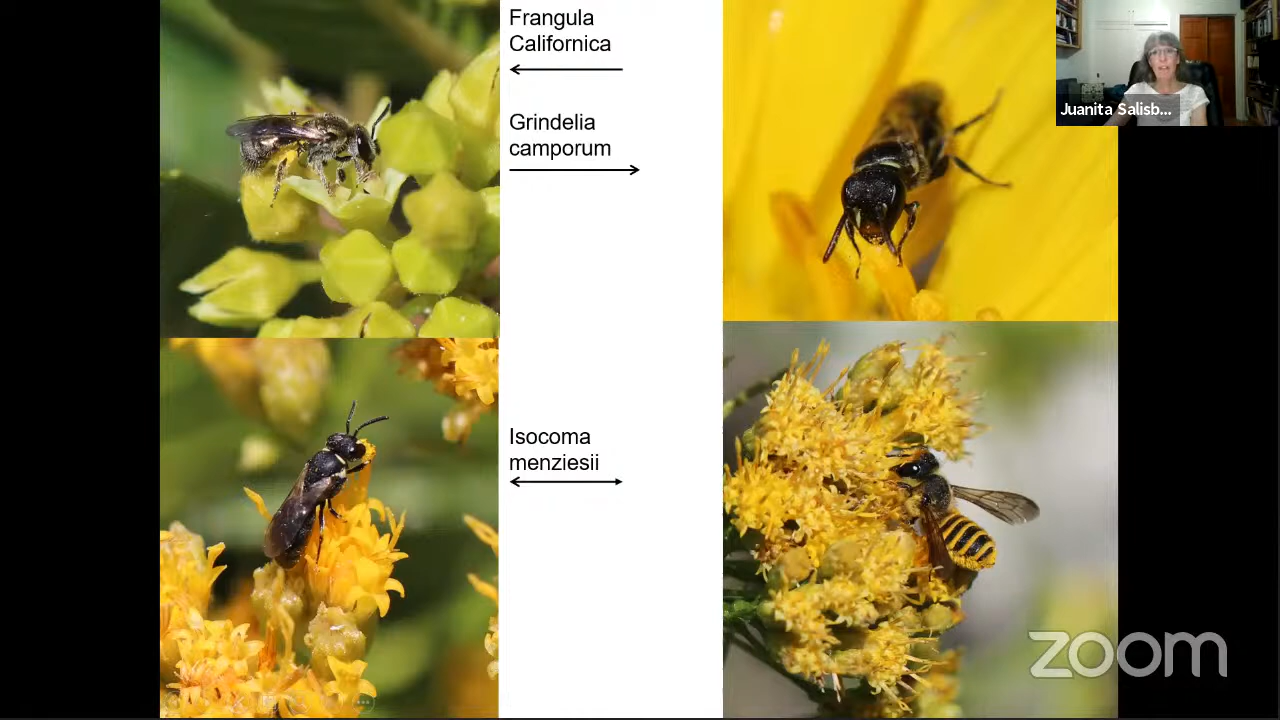 Frangula
Californica
Grindelia
camporum
Isocoma
menziesii
Juanita Salisb...
zoom